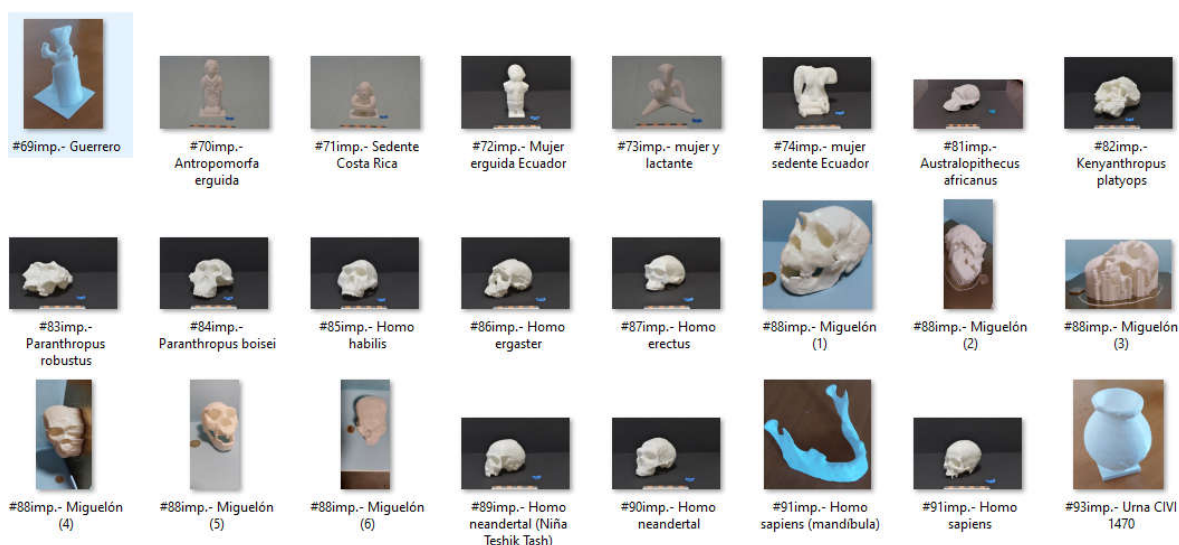 #69imp.- Guerrero
#70imp.-
Antropomorfa
erguida
#71imp.- Sedente
Costa Rica
#72imp.- Mujer
erguida Ecuador
#73imp.- mujer y
lactante
#74imp.- mujer
sedente Ecuador
#81imp.-
Australopithecus
africanus
#82imp.-
Kenyanthropus
platyops
#83imp.-
Paranthropus
robustus
#84imp.-
Paranthropus boisei
#85imp.- Homo
habilis
#86imp.- Homo
ergaster
#87imp.- Homo
erectus
#88imp.- Miguelón
(1)
#88imp.- Miguelón
(2)
#88imp.- Miguelón
(3)
#88imp.- Miguelón
(4)
#88imp.- Miguelón
(5)
#88imp.- Miguelón
(6)
#89imp.- Homo
neandertal (Niña
Teshik Tash)
#90imp.- Homo
neandertal
#91imp.- Homo
sapiens (mandíbula)
#91imp.- Homo
sapiens
#93imp.- Urna CIVI
1470